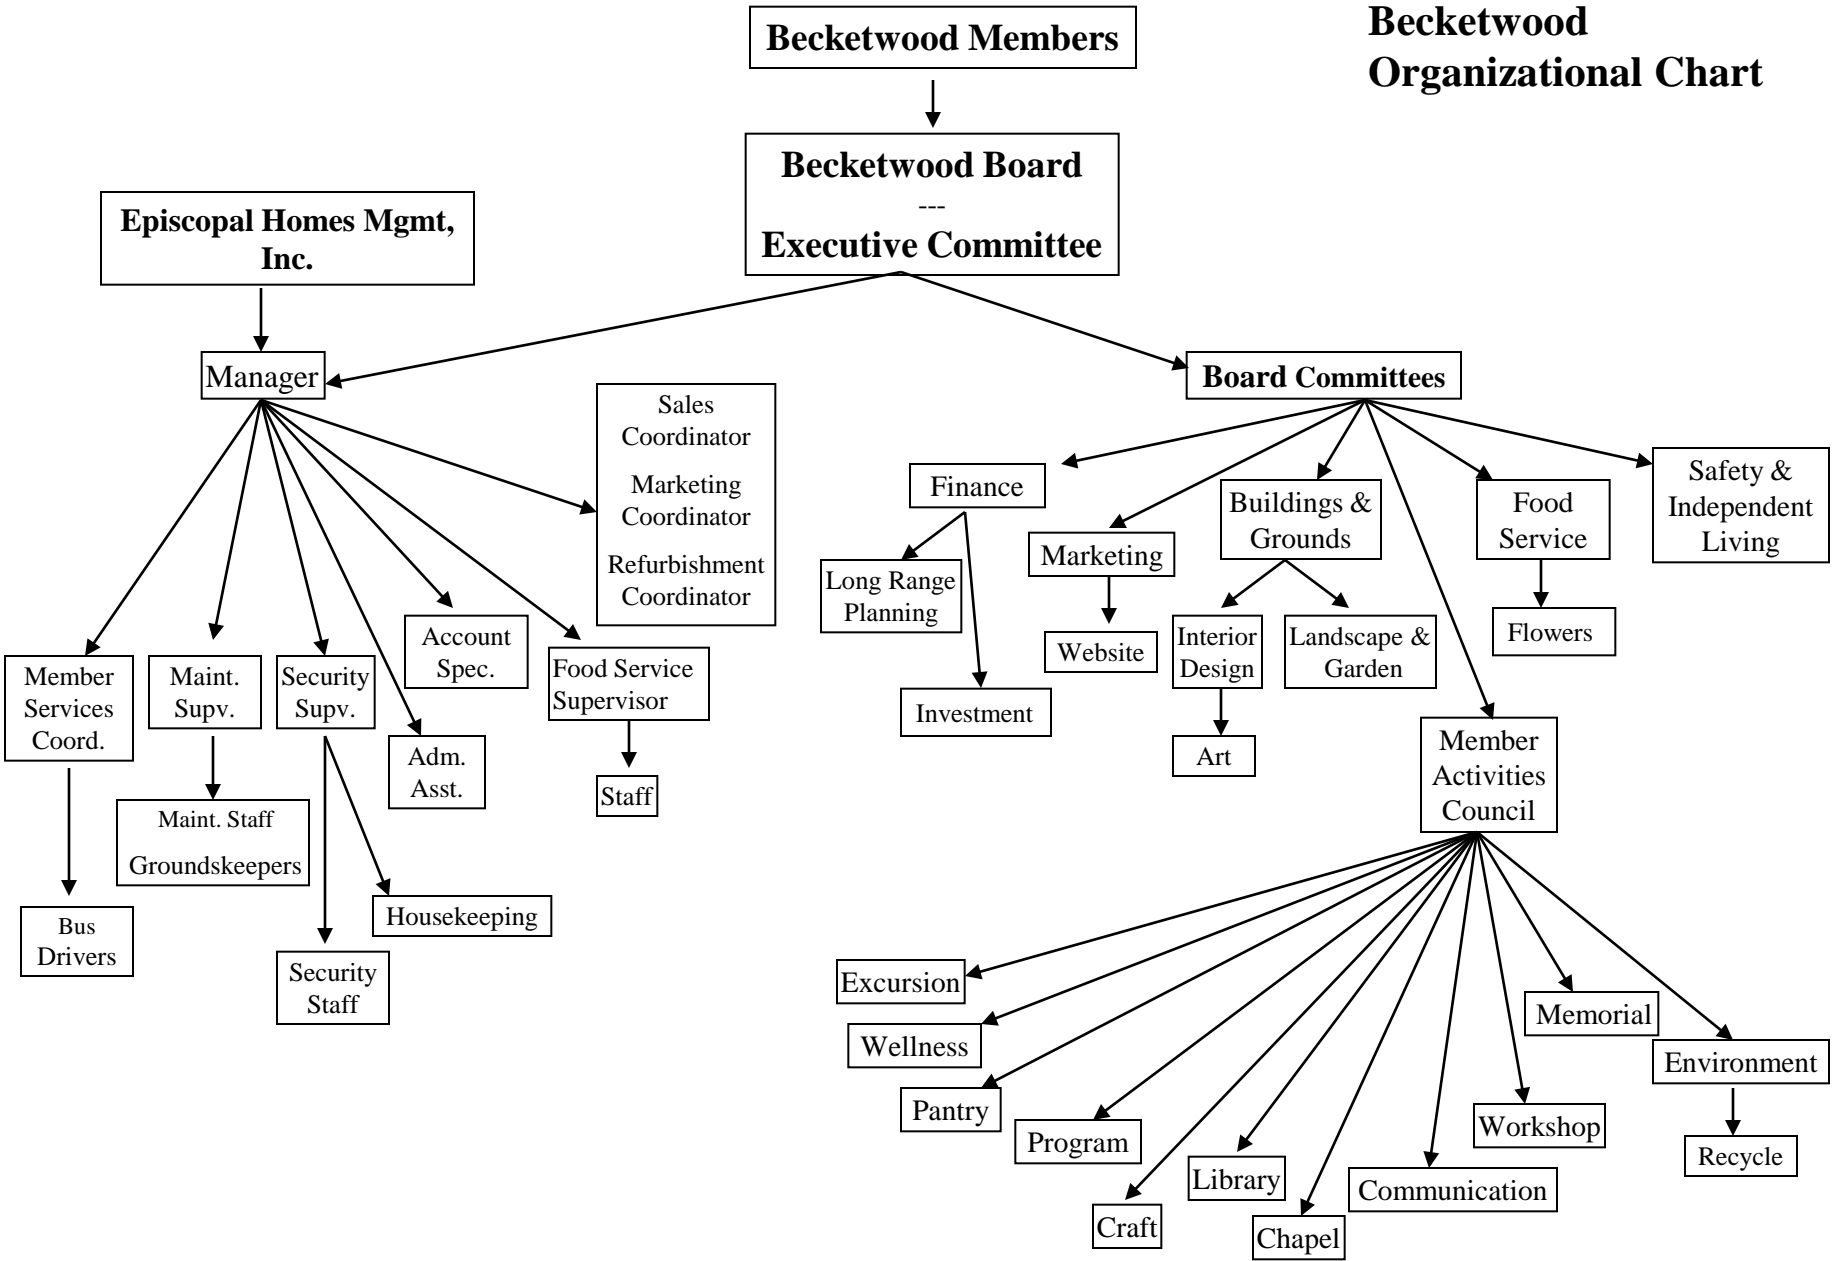 Becketwood
Organizational Chart
Becketwood Members
Becketwood Board
---
Executive Committee
Episcopal Homes Mgmt,
Inc.
Manager
Board Committees
Sales
Coordinator
Marketing
Coordinator
Refurbishment
Coordinator
Account
Spec.
Food Service
Supervisor
Member
Services
Coord.
Maint.
Supv.
Security
Supv.
Adm.
Asst.
Staff
Maint. Staff
Groundskeepers
Housekeeping
Bus
Drivers
Security
Staff
Finance
Marketing
Buildings &
Grounds
Food
Service
Safety &
Independent
Living
Long Range
Planning
Investment
Website
Interior
Design
Landscape &
Garden
Flowers
Art
Member
Activities
Council
Excursion
Wellness
Pantry
Program
Craft
Library
Chapel
Communication
Workshop
Memorial
Environment
Recycle